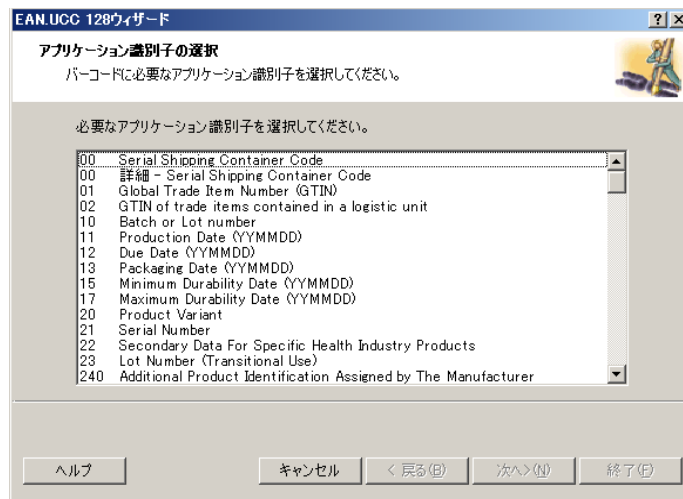 EAN.UCC 128ウィザード
アプリケーション識別子の選択
バーコードに必要なアプリケーション識別子を選択してください。
必要なアプリケーション識別子を選択してください。
00 Serial Shipping Container Code
00 詳細 - Serial Shipping Container Code
01 Global Trade Item Number (GTIN)
02 GTIN of trade items contained in a logistic unit
10 Batch or Lot number
11 Production Date (YYMMDD)
12 Due Date (YYMMDD)
13 Packaging Date (YYMMDD)
15 Minimum Durability Date (YYMMDD)
17 Maximum Durability Date (YYMMDD)
20 Product Variant
21 Serial Number
22 Secondary Data For Specific Health Industry Products
23 Lot Number (Transitional Use)
240 Additional Product Identification Assigned by The Manufacturer
ヘルプ キャンセル < 戻る(B) 次へ>(N) 終了(F)